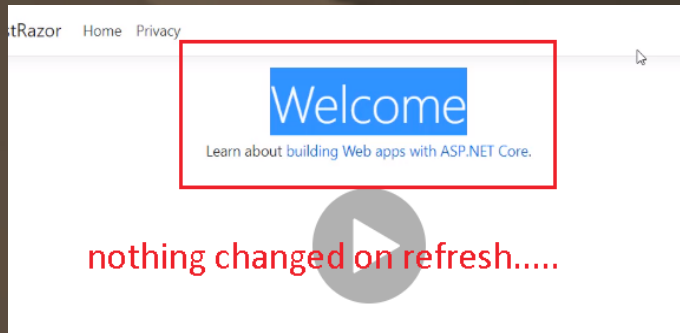 stRazor Home Privacy
Welcome
Learn about building Web apps with ASP.NET Core.
nothing changed on refresh.....